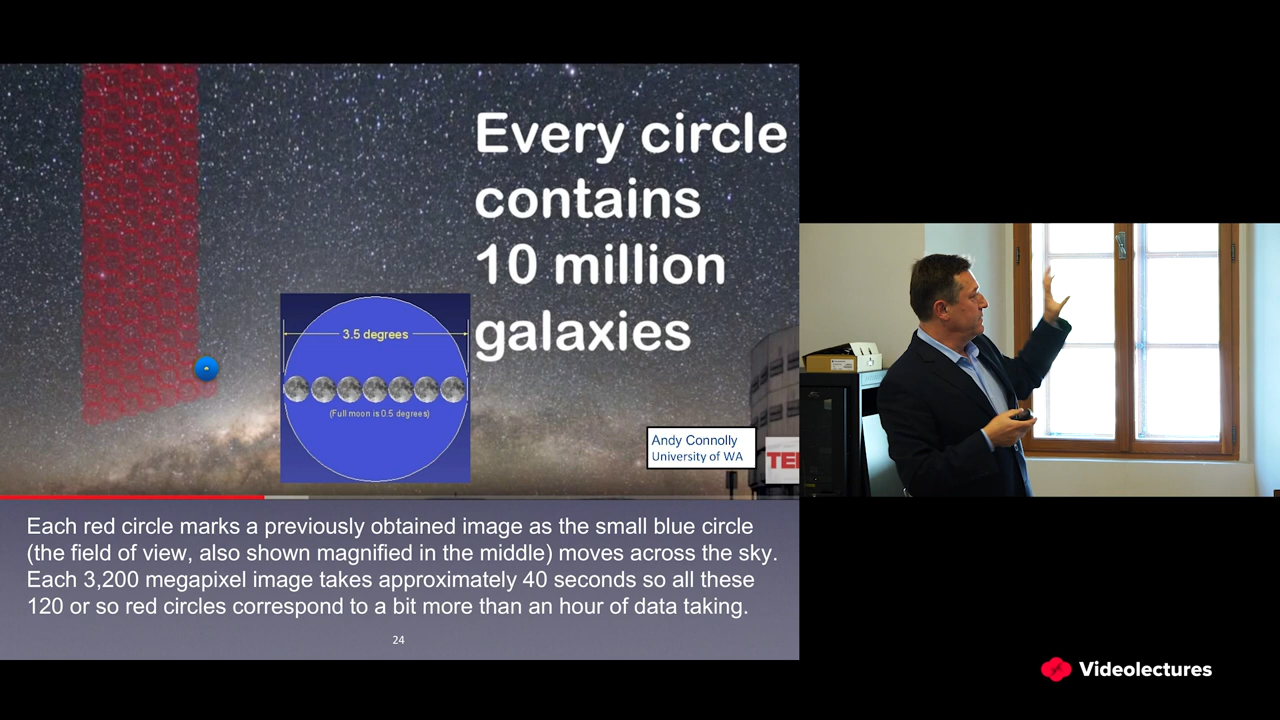 Every circle
contains
10 million
galaxies
3.5 degrees
(Full moon is 0.5 degrees)
Andy Connolly
University of WA
Each red circle marks a previously obtained image as the small blue circle
(the field of view, also shown magnified in the middle) moves across the sky.
Each 3,200 megapixel image takes approximately 40 seconds so all these
120 or so red circles correspond to a bit more than an hour of data taking.
24
Videolectures